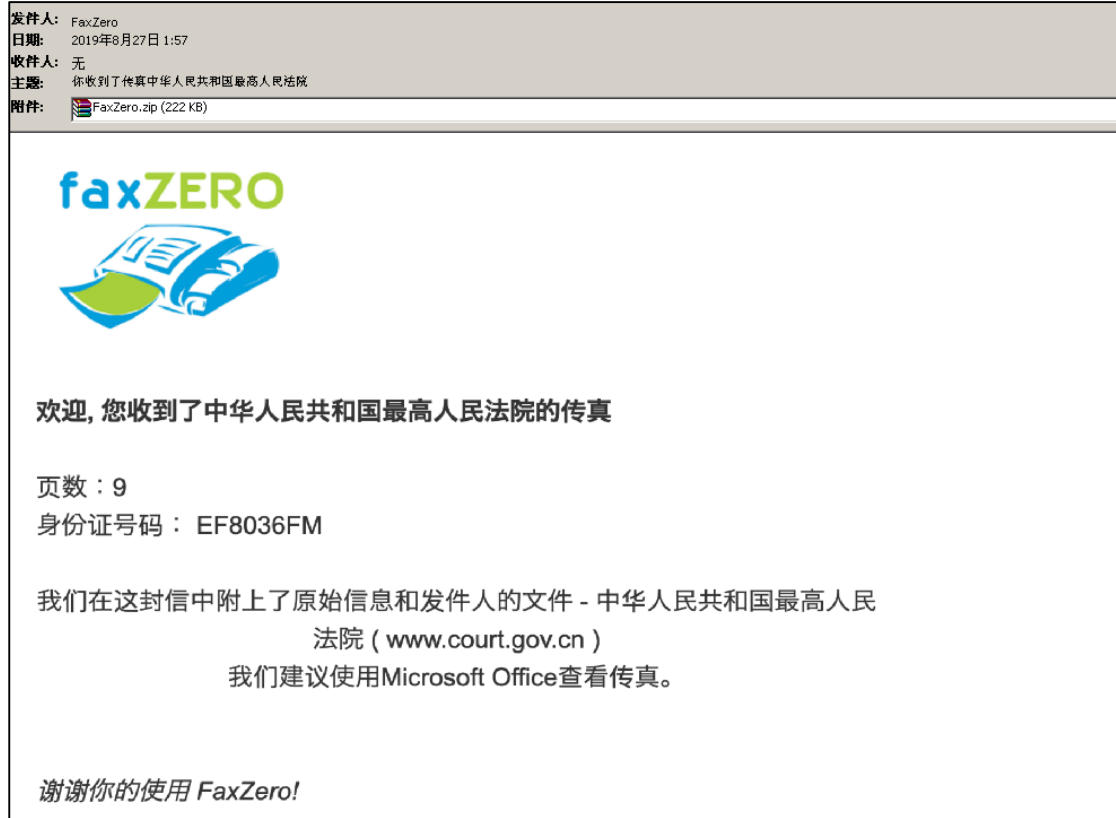 发件人: FaxZero
日期: 2019年8月27日 1:57
收件人: 无
主题: 你收到了传真中华人民共和国最高人民法院
附件: FaxZero.zip (222 KB)
faxZERO
欢迎, 您收到了中华人民共和国最高人民法院的传真
页数：9
身份证号码： EF8036FM
我们在这封信中附上了原始信息和发件人的文件 - 中华人民共和国最高人民
法院 ( www.court.gov.cn )
我们建议使用Microsoft Office查看传真。
谢谢你的使用 FaxZero!